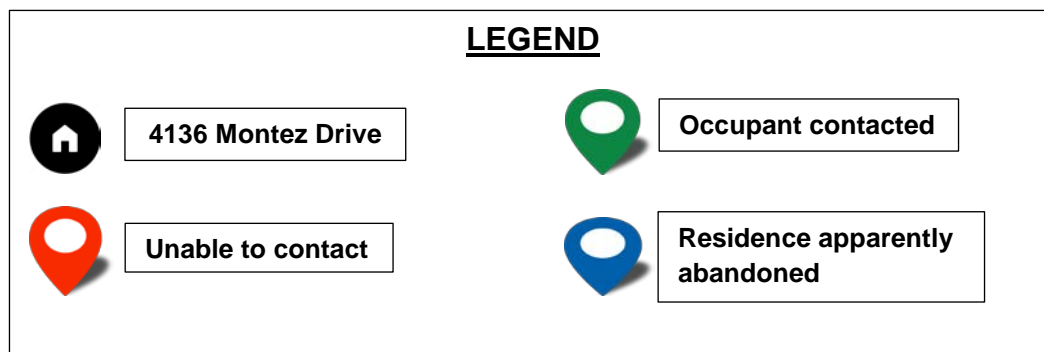 LEGEND
4136 Montez Drive
Occupant contacted
Unable to contact
Residence apparently
abandoned